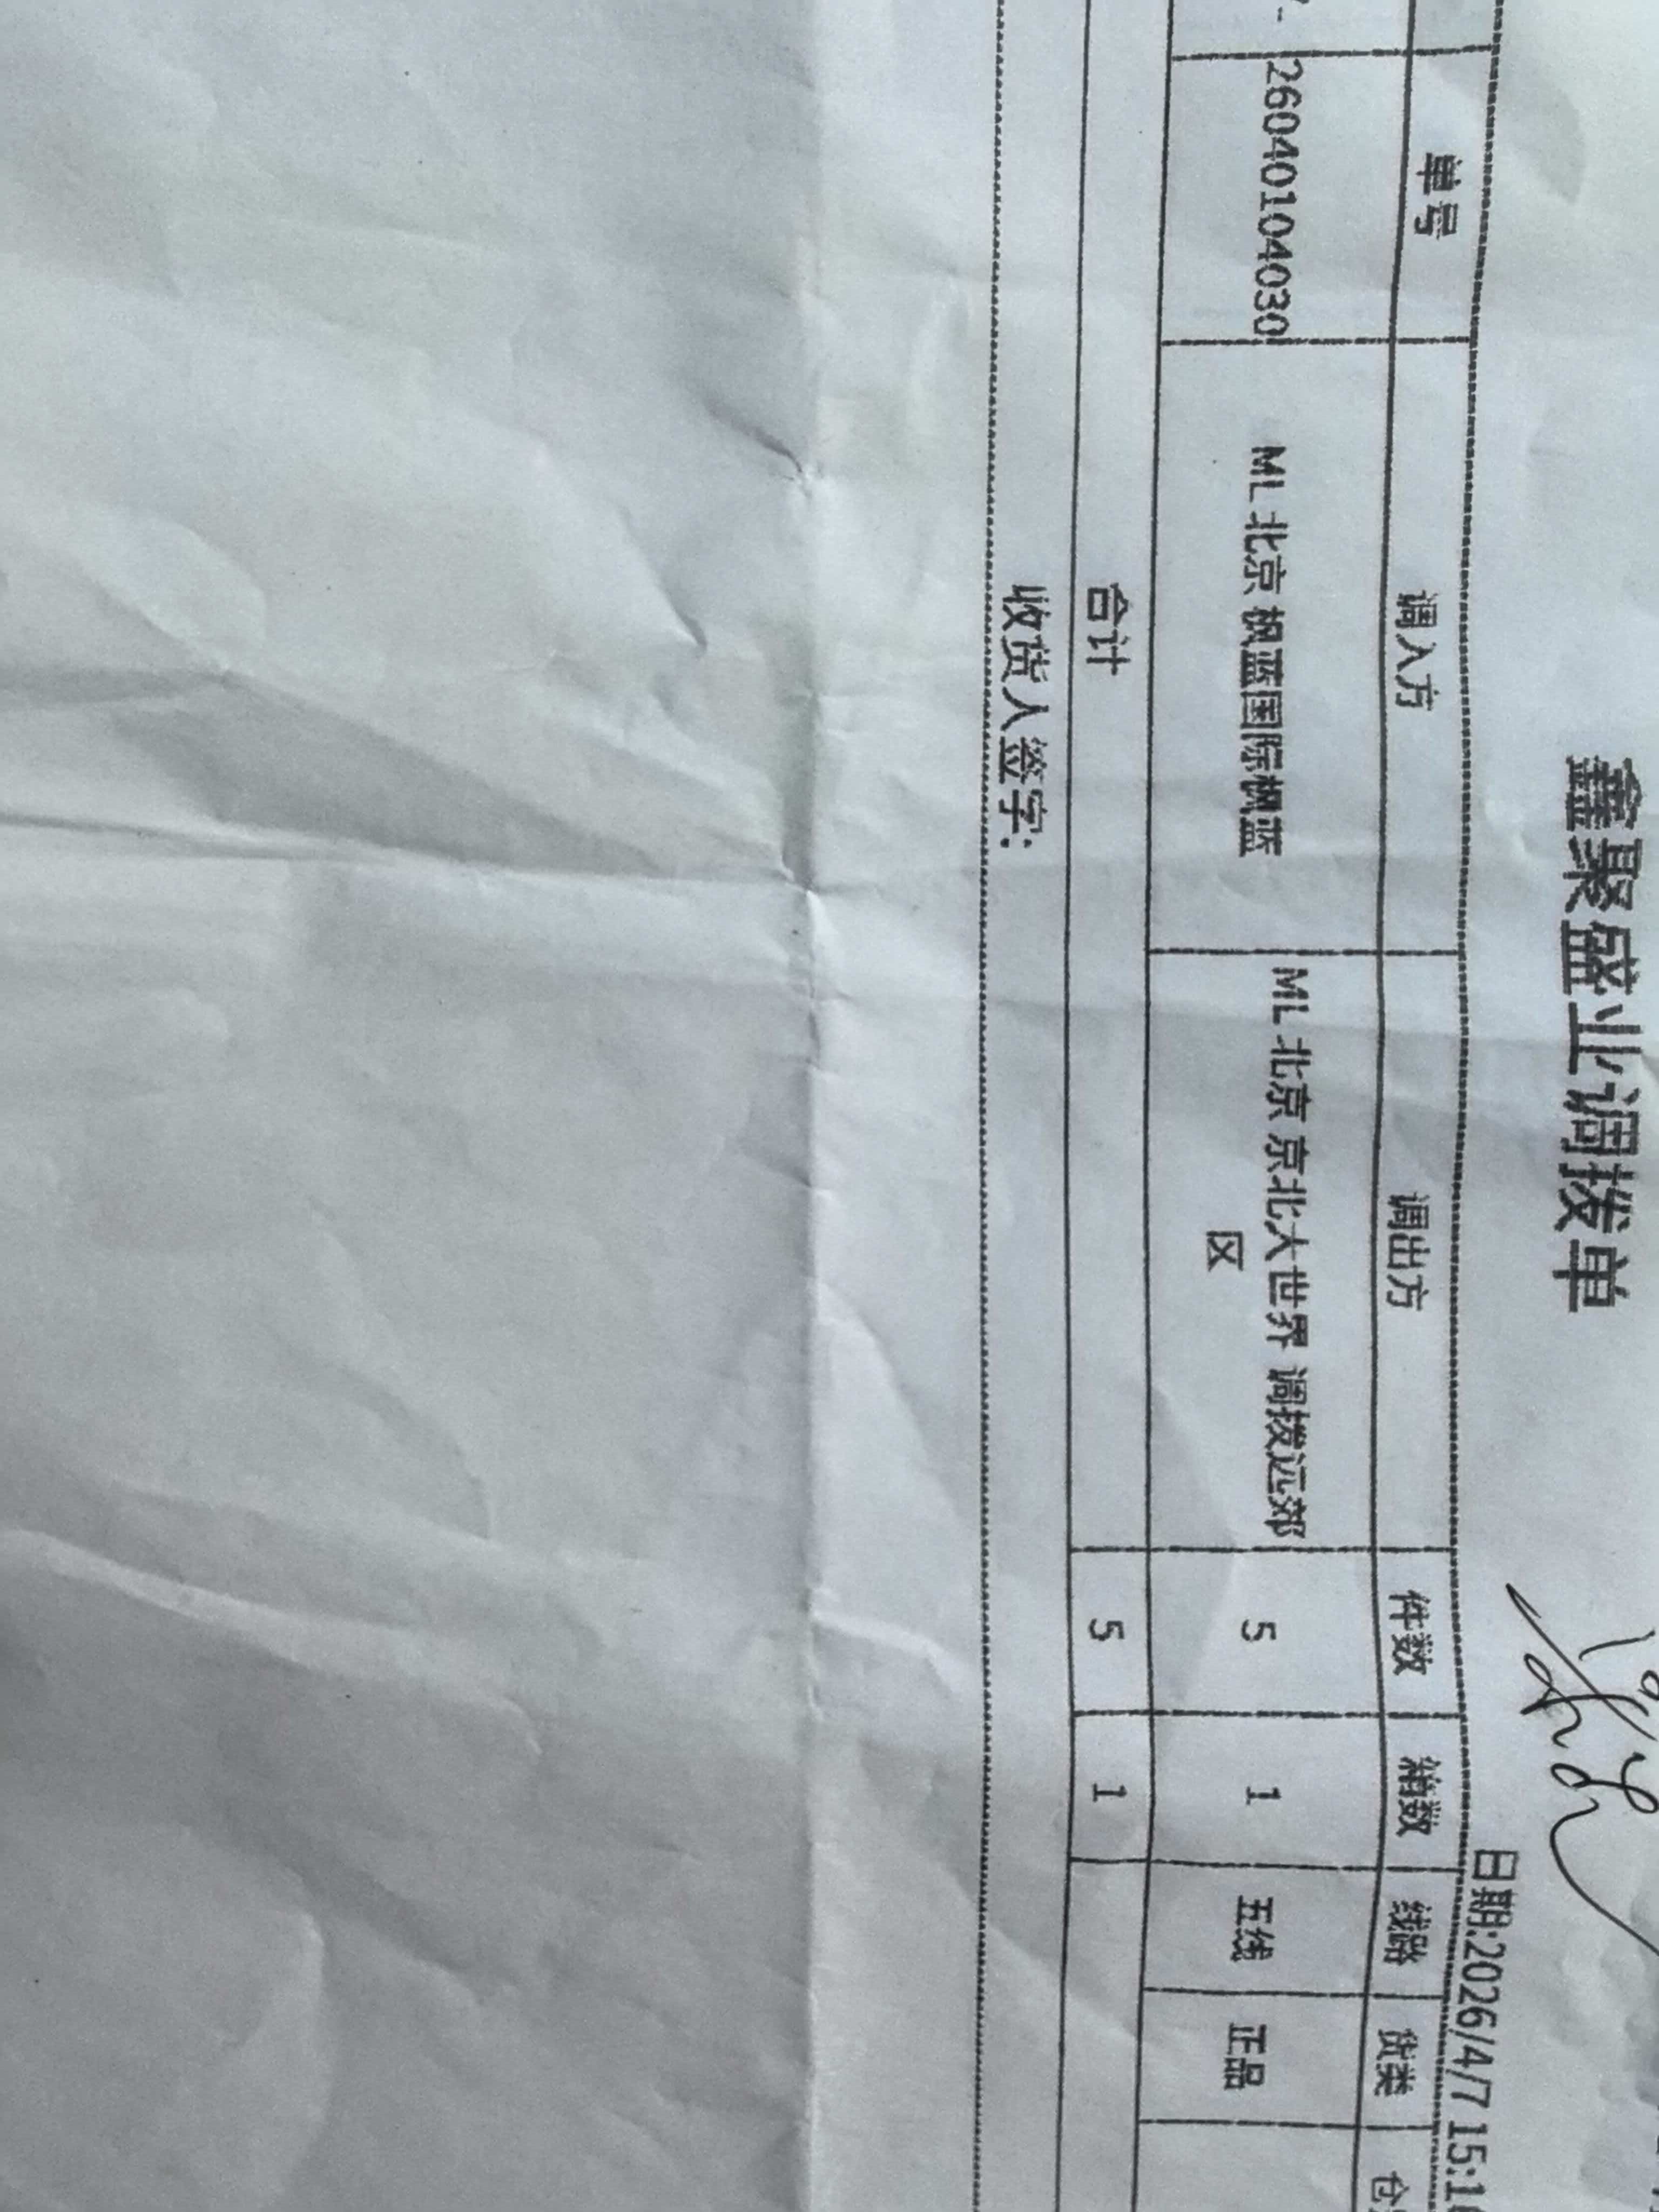 鑫聚盛业调拨单
日期:2026/4/7 15:1
单号 调入方 调出方 件数 箱数 线路 货类
26040104030 ML 北京 枫蓝国际枫蓝 ML 北京 京北大世界 调拨远郊 5 1 五线 正品
区
合计 5 1
收货人签字: